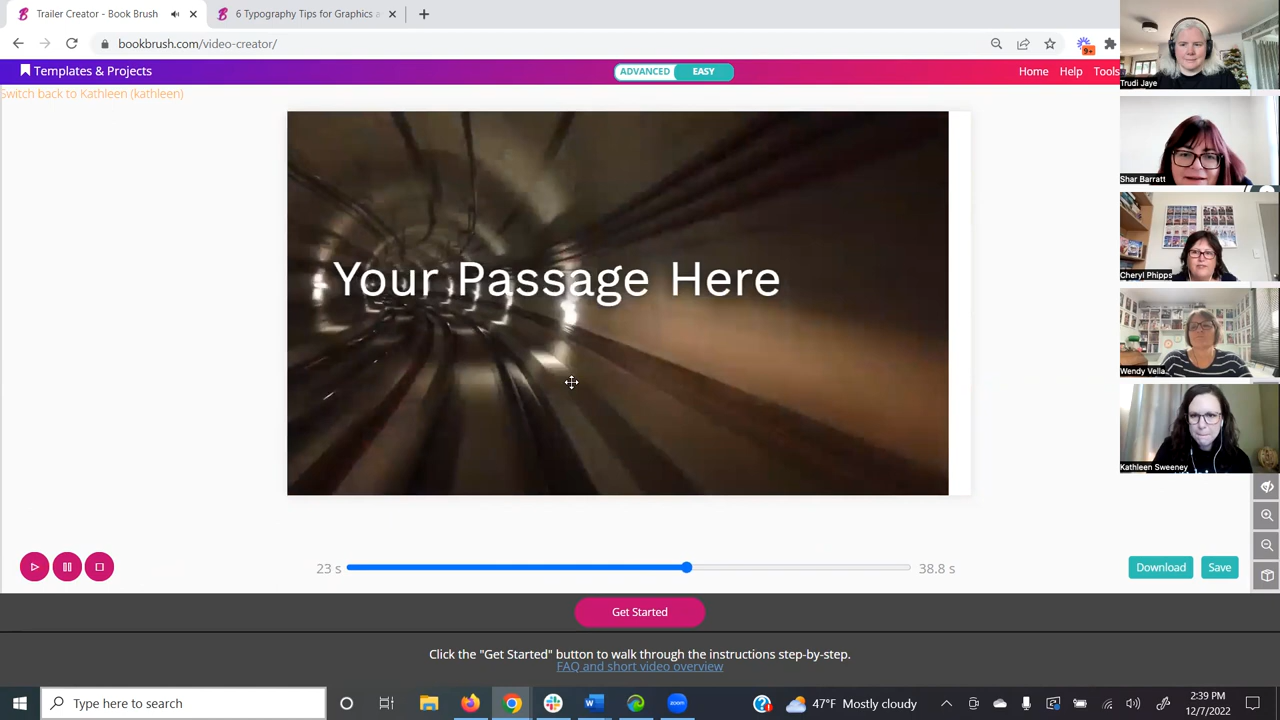 Trailer Creator - Book Brush
6 Typography Tips for Graphics a
bookbrush.com/video-creator/
9+
Templates & Projects
ADVANCED EASY
Home Help Tools
Switch back to Kathleen (kathleen)
Your Passage Here
Trudi Jaye
Shar Barratt
Cheryl Phipps
Wendy Vella
Kathleen Sweeney
23 s
38.8 s
Download Save
Get Started
Click the "Get Started" button to walk through the instructions step-by-step.
FAQ and short video overview
Type here to search
zoom
47°F Mostly cloudy
2:39 PM
12/7/2022